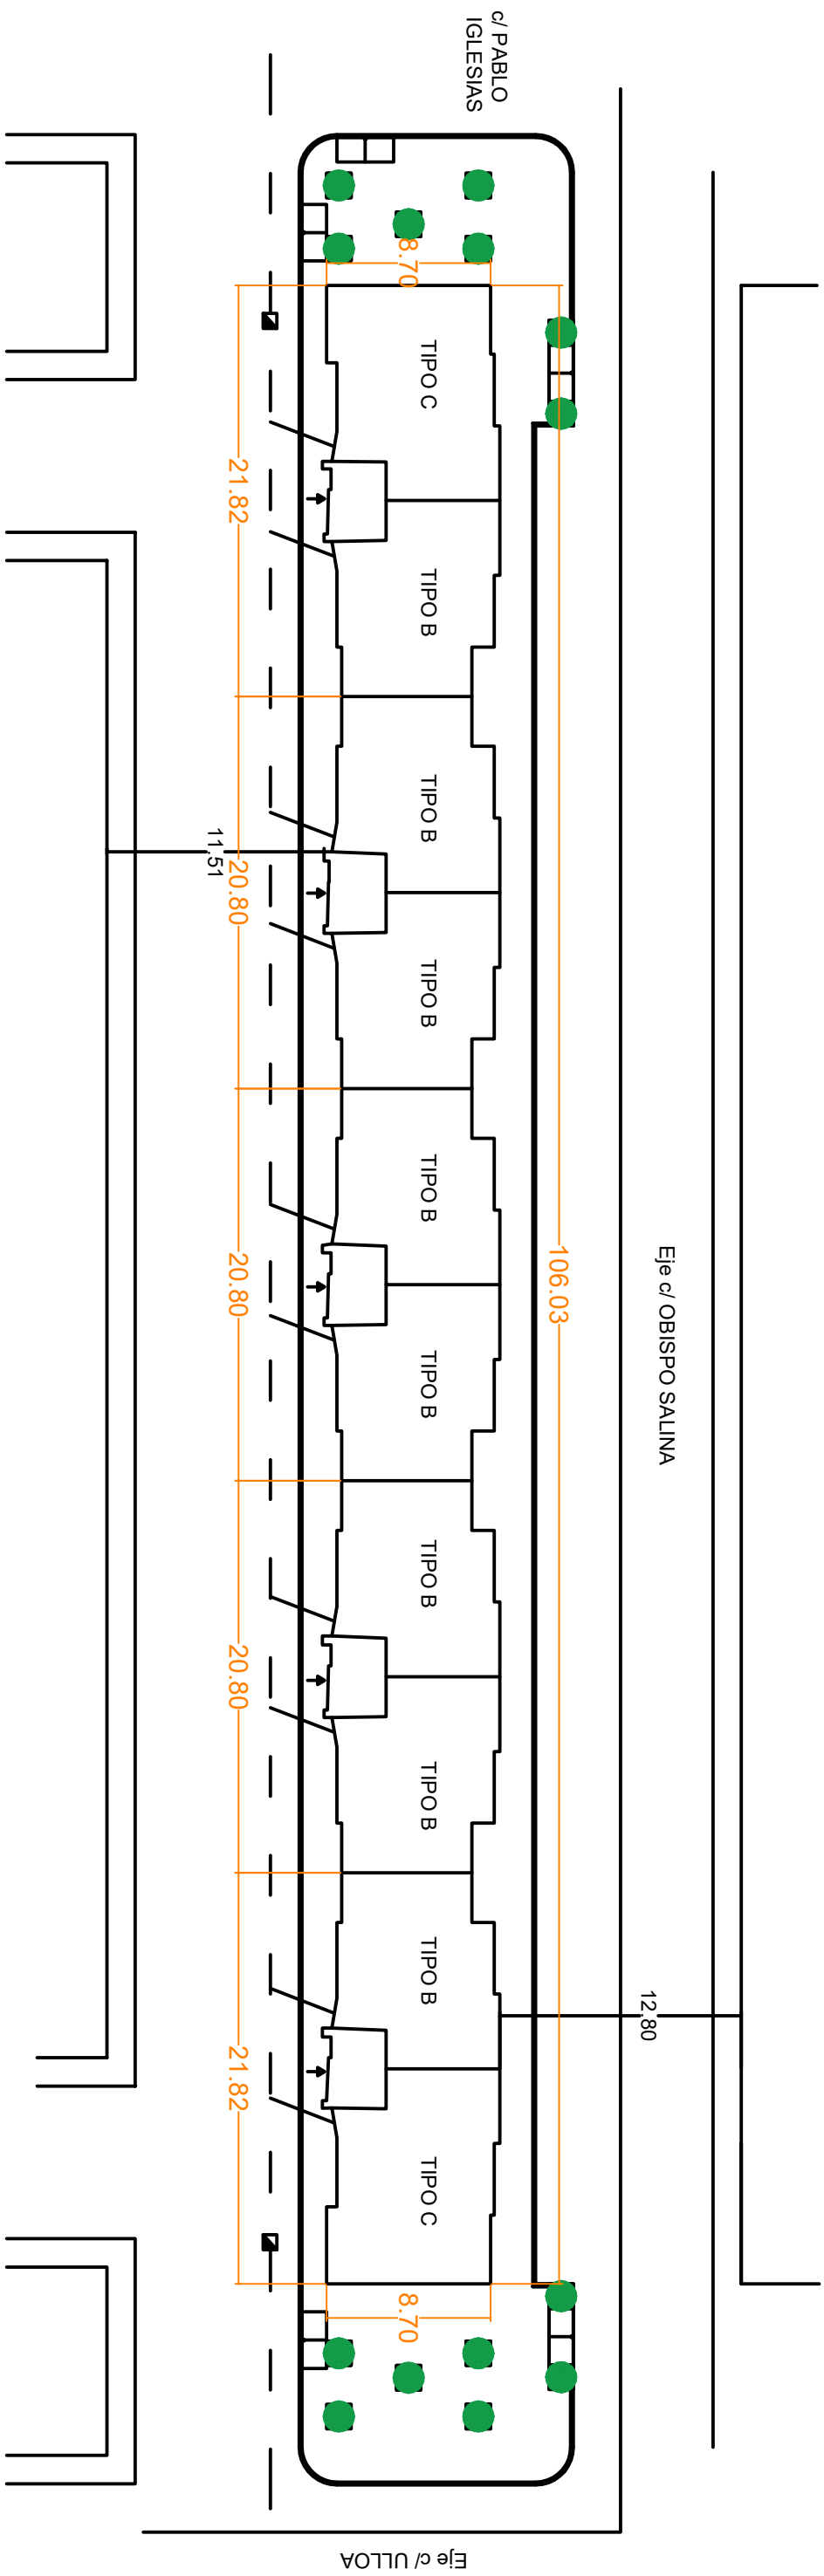 c/ PABLO
IGLESIAS
8.70
TIPO C
21.82
TIPO B
TIPO B
11.51
20.80
TIPO B
TIPO B
20.80
106.03
Eje c/ OBISPO SALINA
TIPO B
TIPO B
20.80
TIPO B
TIPO B
12.80
21.82
TIPO C
8.70
Eje c/ ULLOA